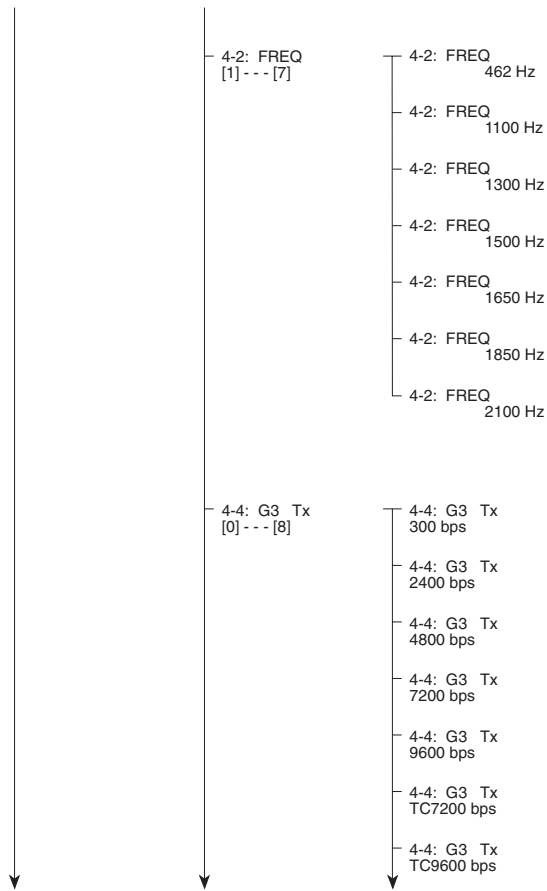 4-2: FREQ
[1] - - - [7]
4-2: FREQ
462 Hz
4-2: FREQ
1100 Hz
4-2: FREQ
1300 Hz
4-2: FREQ
1500 Hz
4-2: FREQ
1650 Hz
4-2: FREQ
1850 Hz
4-2: FREQ
2100 Hz
4-4: G3 Tx
[0] - - - [8]
4-4: G3 Tx
300 bps
4-4: G3 Tx
2400 bps
4-4: G3 Tx
4800 bps
4-4: G3 Tx
7200 bps
4-4: G3 Tx
9600 bps
4-4: G3 Tx
TC7200 bps
4-4: G3 Tx
TC9600 bps